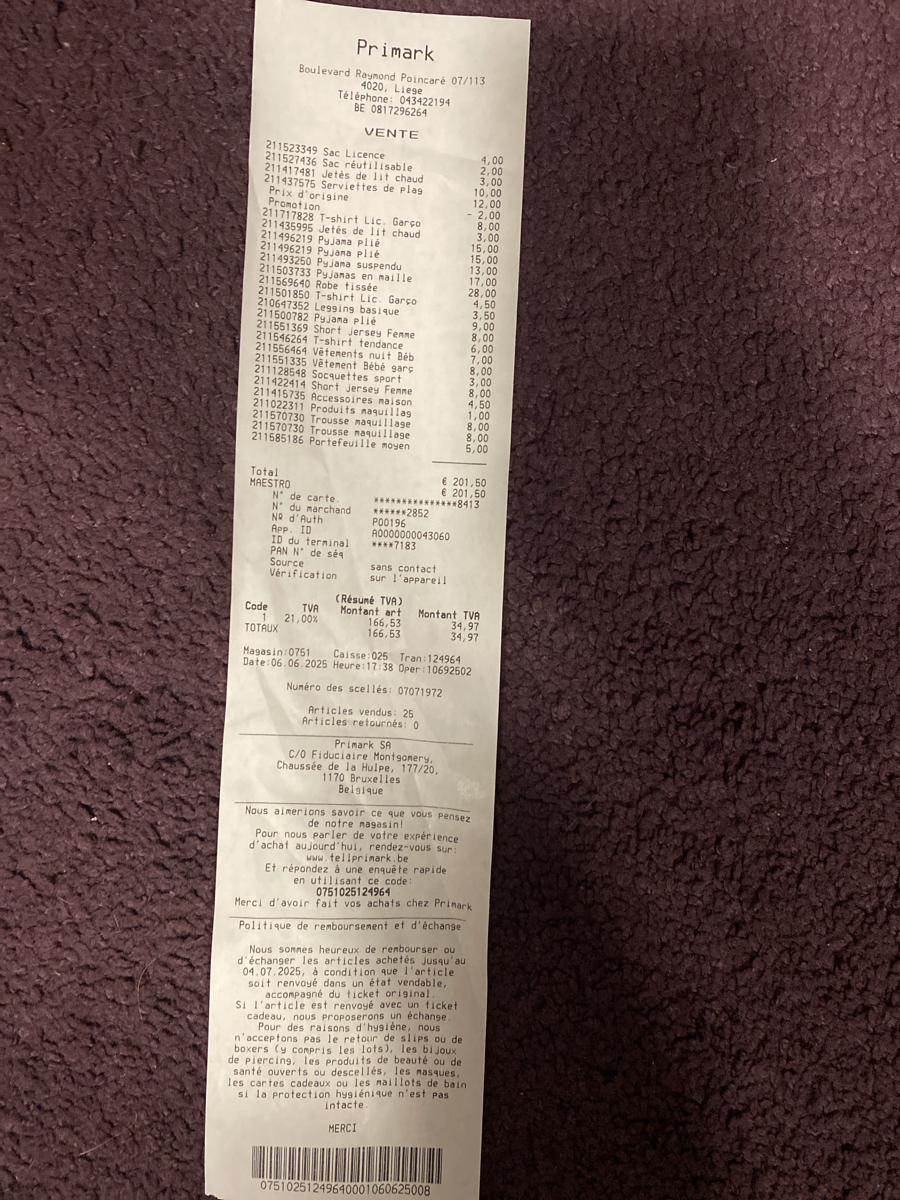 Primark
Boulevard Raymond Poincaré 07/113
4020, Liege
Téléphone: 043422194
BE 0817296264
VENTE
211523349 Sac Licence 4,00
211527436 Sac réutilisable 2,00
211417481 Jetés de lit chaud 3,00
211437575 Serviettes de plag 10,00
Prix d'origine 12,00
Promotion - 2,00
211717828 T-shirt Lic. Garço 8,00
211435995 Jetés de lit chaud 3,00
211496219 Pyjama plié 15,00
211496219 Pyjama plié 15,00
211493250 Pyjama suspendu 13,00
211503733 Pyjamas en maille 17,00
211569640 Robe tissée 28,00
211501850 T-shirt Lic. Garço 4,50
210647352 Legging basique 3,50
211500782 Pyjama plié 9,00
211551369 Short Jersey Femme 8,00
211546264 T-shirt tendance 6,00
211556464 Vêtements nuit Béb 7,00
211551335 Vêtement Bébé garç 8,00
211128548 Socquettes sport 3,00
211422414 Short Jersey Femme 8,00
211415735 Accessoires maison 4,50
211022311 Produits maquillag 1,00
211570730 Trousse maquillage 8,00
211570730 Trousse maquillage 8,00
211585186 Portefeuille moyen 5,00
Total € 201,50
MAESTRO € 201,50
N° de carte. ***************8413
N° du marchand ******2852
Nº d'Auth P00196
App. ID A0000000043060
ID du terminal ****7183
PAN N° de séq
Source sans contact
Vérification sur l'appareil
(Résumé TVA)
Code TVA Montant art Montant TVA
1 21,00% 166,53 34,97
TOTAUX 166,53 34,97
Magasin:0751 Caisse:025 Tran:124964
Date:06.06.2025 Heure:17:38 Oper:10692502
Numéro des scellés: 07071972
Articles vendus: 25
Articles retournés: 0
Primark SA
C/O Fiduciaire Montgomery,
Chaussée de la Hulpe, 177/20,
1170 Bruxelles
Belgique
Nous aimerions savoir ce que vous pensez
de notre magasin!
Pour nous parler de votre expérience
d'achat aujourd'hui, rendez-vous sur:
www.tellprimark.be
Et répondez à une enquête rapide
en utilisant ce code:
0751025124964
Merci d'avoir fait vos achats chez Primark
Politique de remboursement et d'échange
Nous sommes heureux de rembourser ou
d'échanger les articles achetés jusqu'au
04.07.2025, à condition que l'article
soit renvoyé dans un état vendable,
accompagné du ticket original.
Si l'article est renvoyé avec un ticket
cadeau, nous proposerons un échange.
Pour des raisons d'hygiène, nous
n'acceptons pas le retour de slips ou de
boxers (y compris les lots), les bijoux
de piercing, les produits de beauté ou de
santé ouverts ou descellés, les masques,
les cartes cadeaux ou les maillots de bain
si la protection hygiénique n'est pas
intacte.
MERCI
07510251249640001060625008